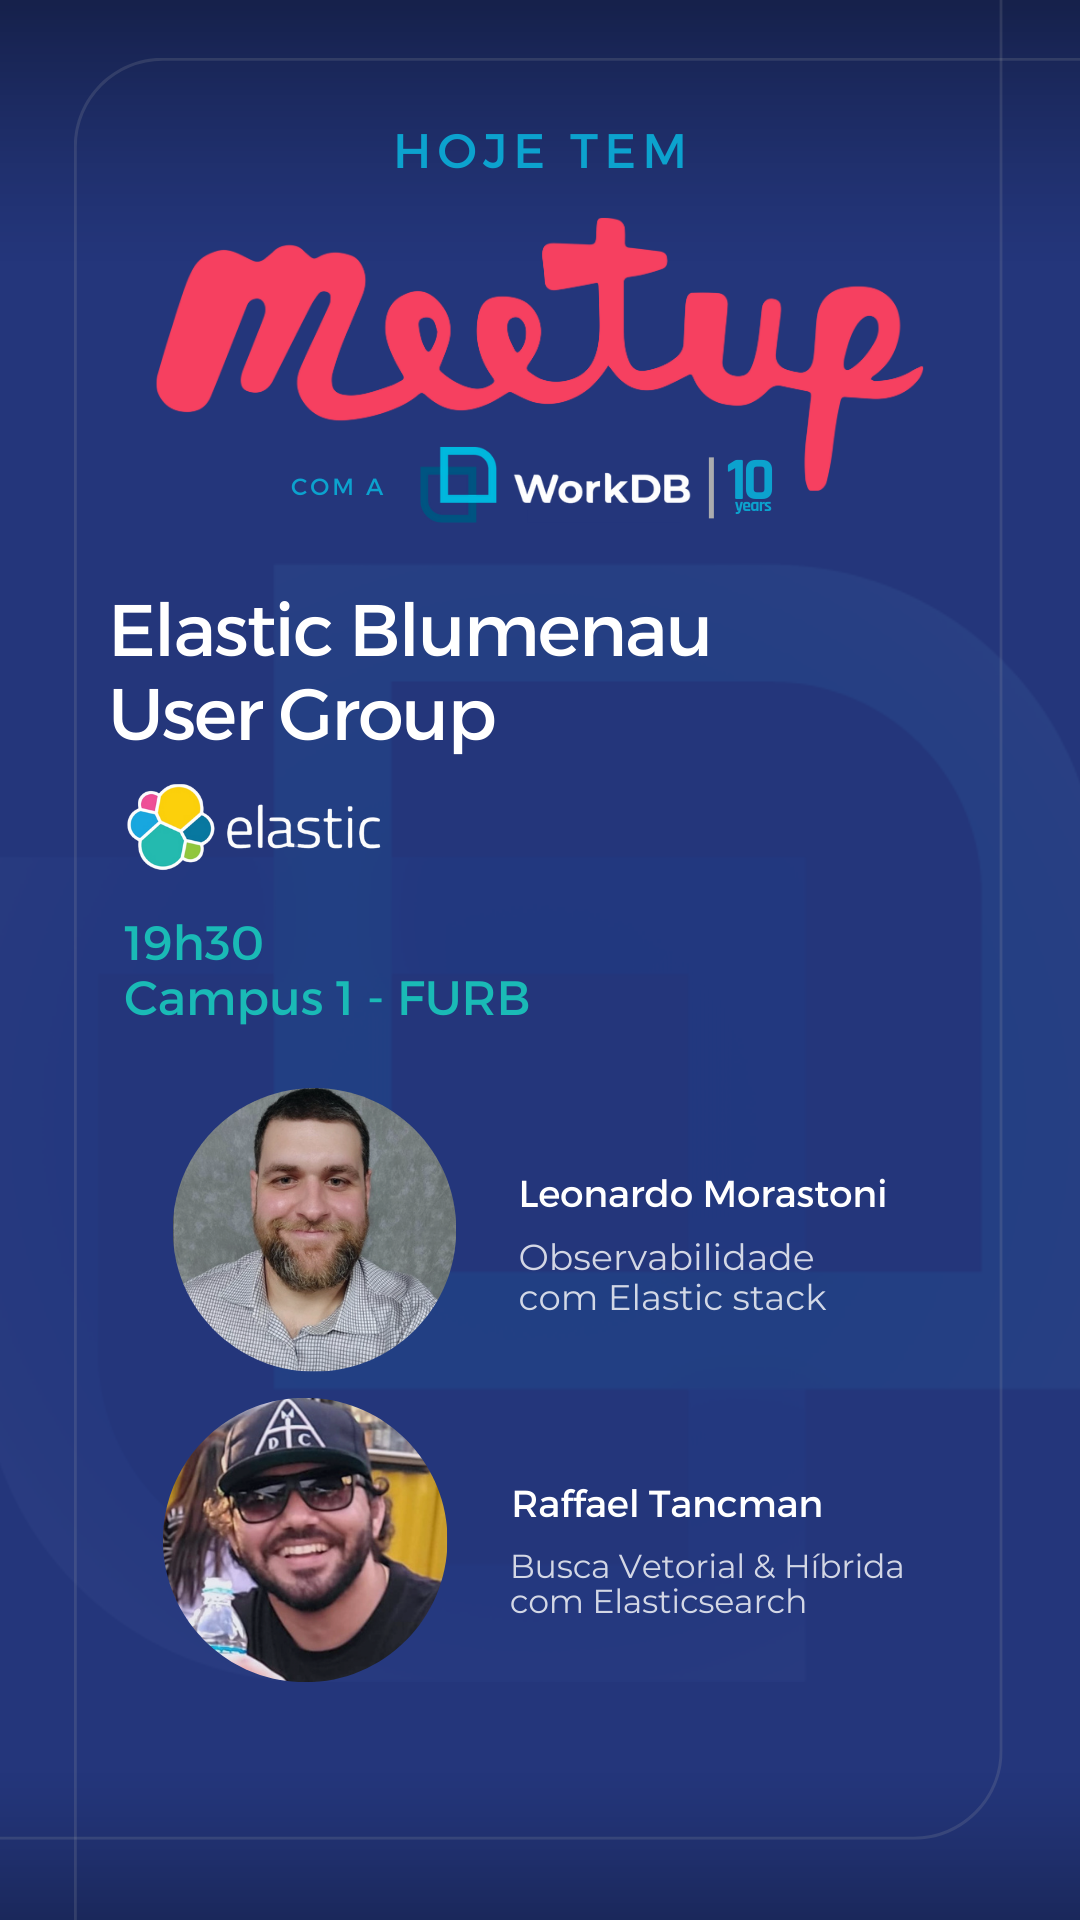 HOJE TEM
meetup
COM A WorkDB | 10 years
Elastic Blumenau
User Group
elastic
19h30
Campus 1 - FURB
Leonardo Morastoni
Observabilidade
com Elastic stack
M
D C
Raffael Tancman
Busca Vetorial & Híbrida
com Elasticsearch